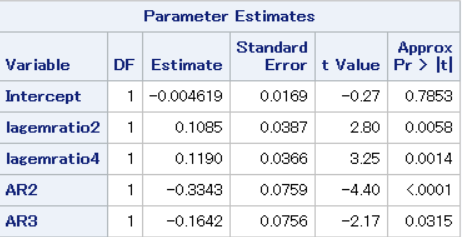 Parameter Estimates
Variable DF Estimate Standard Error t Value Approx Pr > |t|
Intercept 1 -0.004619 0.0169 -0.27 0.7853
lagemratio2 1 0.1085 0.0387 2.80 0.0058
lagemratio4 1 0.1190 0.0366 3.25 0.0014
AR2 1 -0.3343 0.0759 -4.40 <.0001
AR3 1 -0.1642 0.0756 -2.17 0.0315